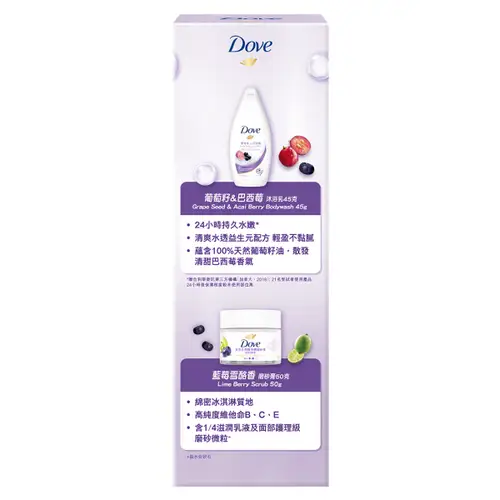 Dove
Dove
葡萄籽&巴西莓 沐浴乳45克
Grape Seed & Acai Berry Bodywash 45g
• 24小時持久水嫩*
• 清爽水透益生元配方 輕盈不黏膩
• 蘊含100%天然葡萄籽油，散發
清甜巴西莓香氣
Dove
藍莓雪酪香 磨砂膏50克
Lime Berry Scrub 50g
• 綿密冰淇淋質地
• 高純度維他命B、C、E
• 含1/4滋潤乳液及面部護理級
磨砂微粒*